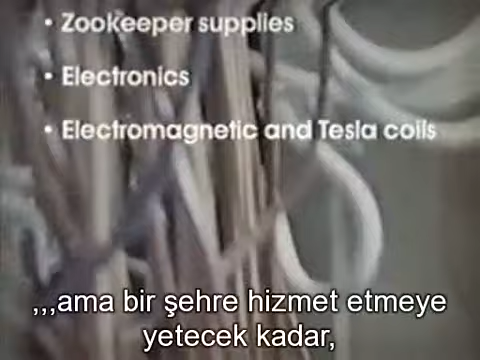 • Zookeeper supplies
• Electronics
• Electromagnetic and Tesla coils
,,,ama bir şehre hizmet etmeye
yetecek kadar,